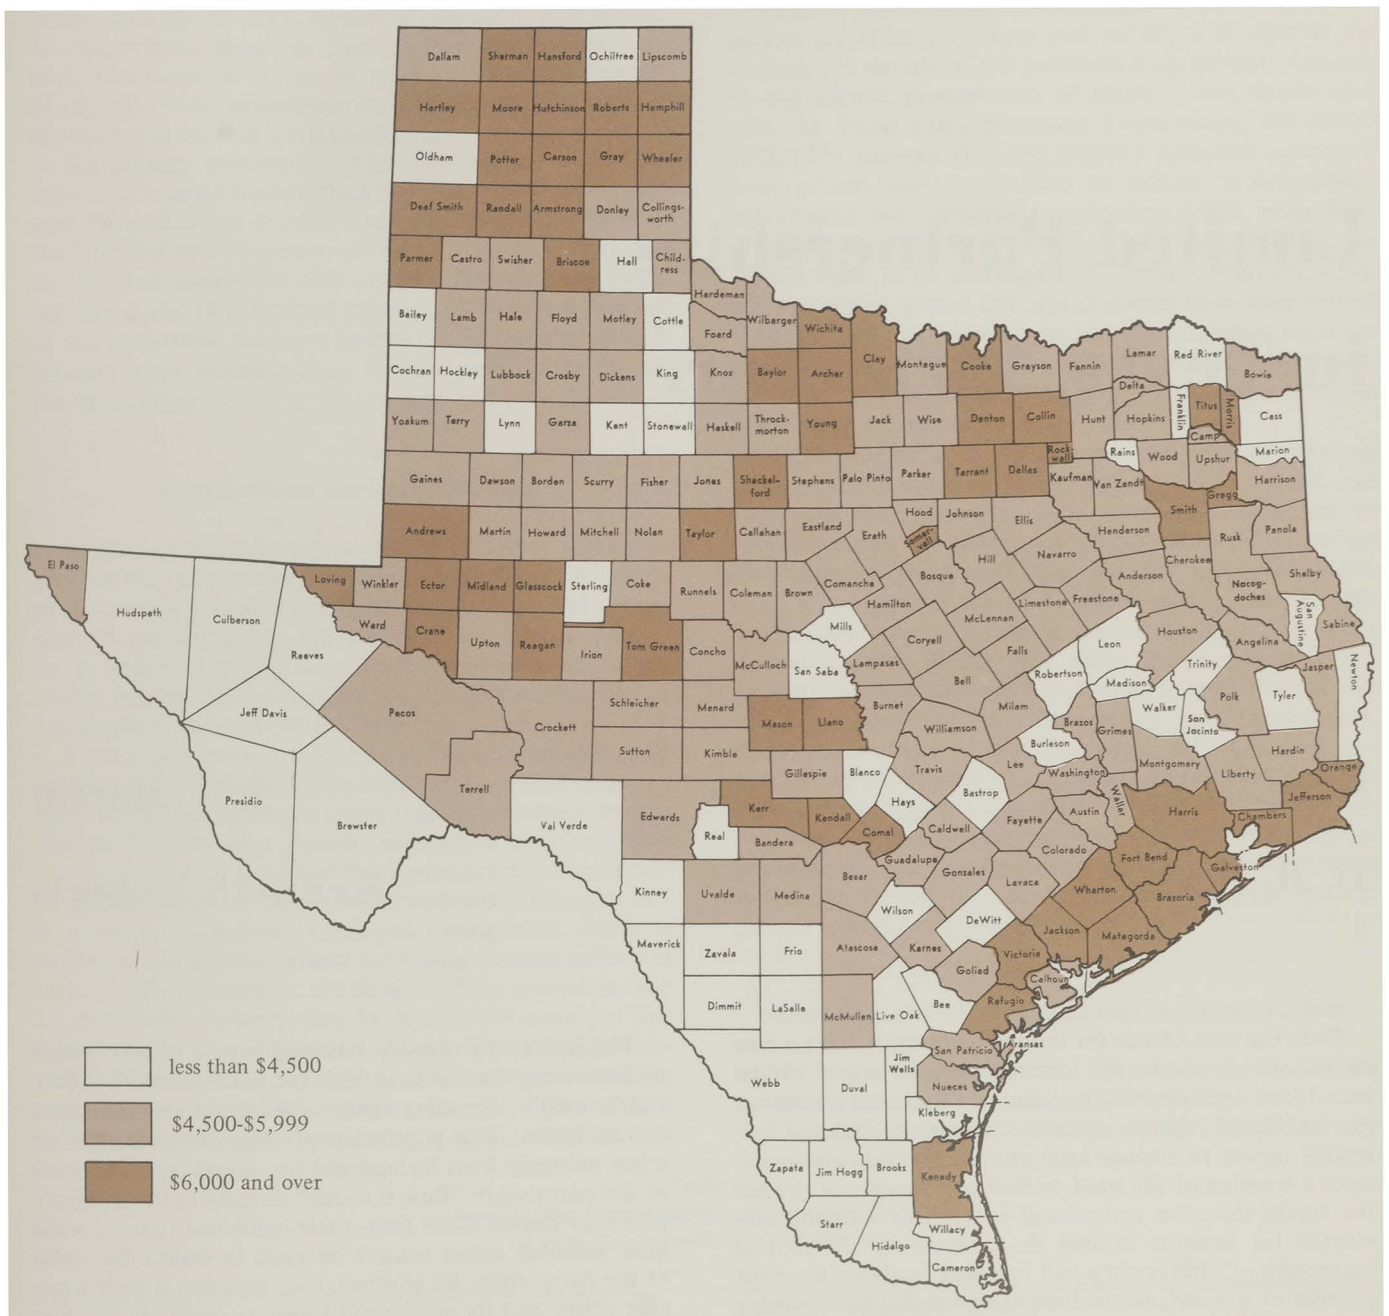 Dallam Sherman Hansford Ochiltree Lipscomb
Hartley Moore Hutchinson Roberts Hemphill
Oldham Potter Carson Gray Wheeler
Deaf Smith Randall Armstrong Donley Collings-
worth
Parmer Castro Swisher Briscoe Hall Child-
ress
Hardeman
Bailey Lamb Hale Floyd Motley Cottle Foard Wilbarger Wichita
Clay Montague Cooke Grayson Fannin Lamar Red River Bowie
Cochran Hockley Lubbock Crosby Dickens King Knox Baylor Archer
Delta Franklin Titus Morris Cass
Yoakum Terry Lynn Garza Kent Stonewall Haskell Throck-
morton Young Jack Wise Denton Collin Hunt Hopkins
Camp Marion
Rock-
wall Rains Wood Upshur
Gaines Dawson Borden Scurry Fisher Jones Shackel-
ford Stephens Palo Pinto Parker Tarrant Dallas Kaufman Van Zandt Harrison
Gregg
Smith
Andrews Martin Howard Mitchell Nolan Taylor Callahan Eastland Erath Hood Johnson Ellis Henderson Rusk Panola
Somer-
vell
El Paso Hill Navarro Cherokee Shelby
Loving Winkler Ector Midland Glasscock Sterling Coke Runnels Coleman Brown Comanche Bosque Anderson Nacog-
doches
Hamilton Limestone Freestone San
Augustine Sabine
Hudspeth Culberson Ward Crane Upton Reagan Irion Tom Green Concho McCulloch Mills Coryell McLennan Houston Angelina
Reeves San Saba Lampasas Falls Leon Trinity Jasper Newton
Bell Robertson Madison Polk Tyler
Jeff Davis Pecos Crockett Schleicher Menard Mason Llano Burnet Milam Walker San
Jacinto
Williamson Brazos Grimes
Sutton Kimble Burleson Hardin
Gillespie Blanco Travis Lee Washington Montgomery Liberty Orange
Presidio Terrell Hays Bastrop Waller Jefferson
Brewster Val Verde Edwards Real Kerr Kendall Comal Caldwell Fayette Austin Harris Chambers
Bandera Guadalupe Colorado Fort Bend Galveston
Kinney Uvalde Medina Bexar Gonzales Lavaca Wharton Brazoria
Wilson DeWitt Jackson Matagorda
Maverick Zavala Frio Atascosa Karnes Victoria
Goliad Calhoun
Dimmit LaSalle McMullen Live Oak Bee Refugio
Aransas
San Patricio
Webb Duval Jim
Wells Nueces
Kleberg
Zapata Jim Hogg Brooks Kenedy
Starr Hidalgo Willacy
Cameron
less than $4,500
$4,500-$5,999
$6,000 and over